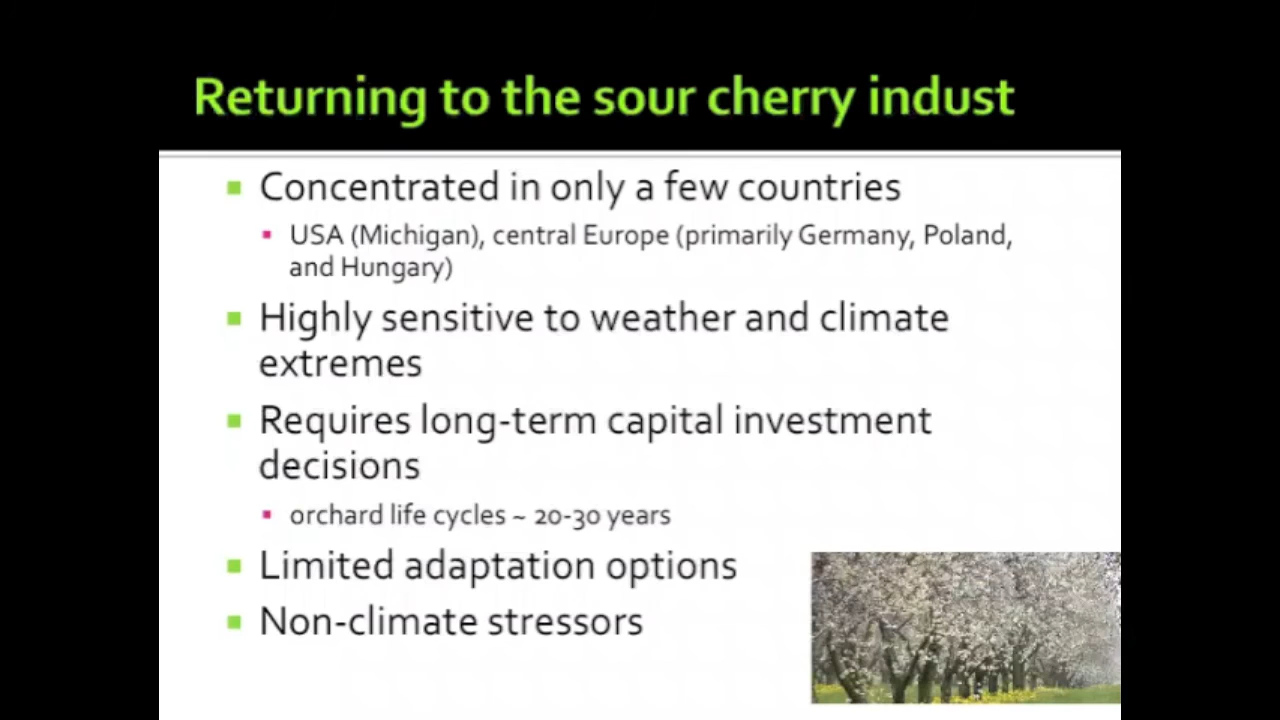 Returning to the sour cherry indust
Concentrated in only a few countries
USA (Michigan), central Europe (primarily Germany, Poland,
and Hungary)
Highly sensitive to weather and climate
extremes
Requires long-term capital investment
decisions
orchard life cycles ~ 20-30 years
Limited adaptation options
Non-climate stressors